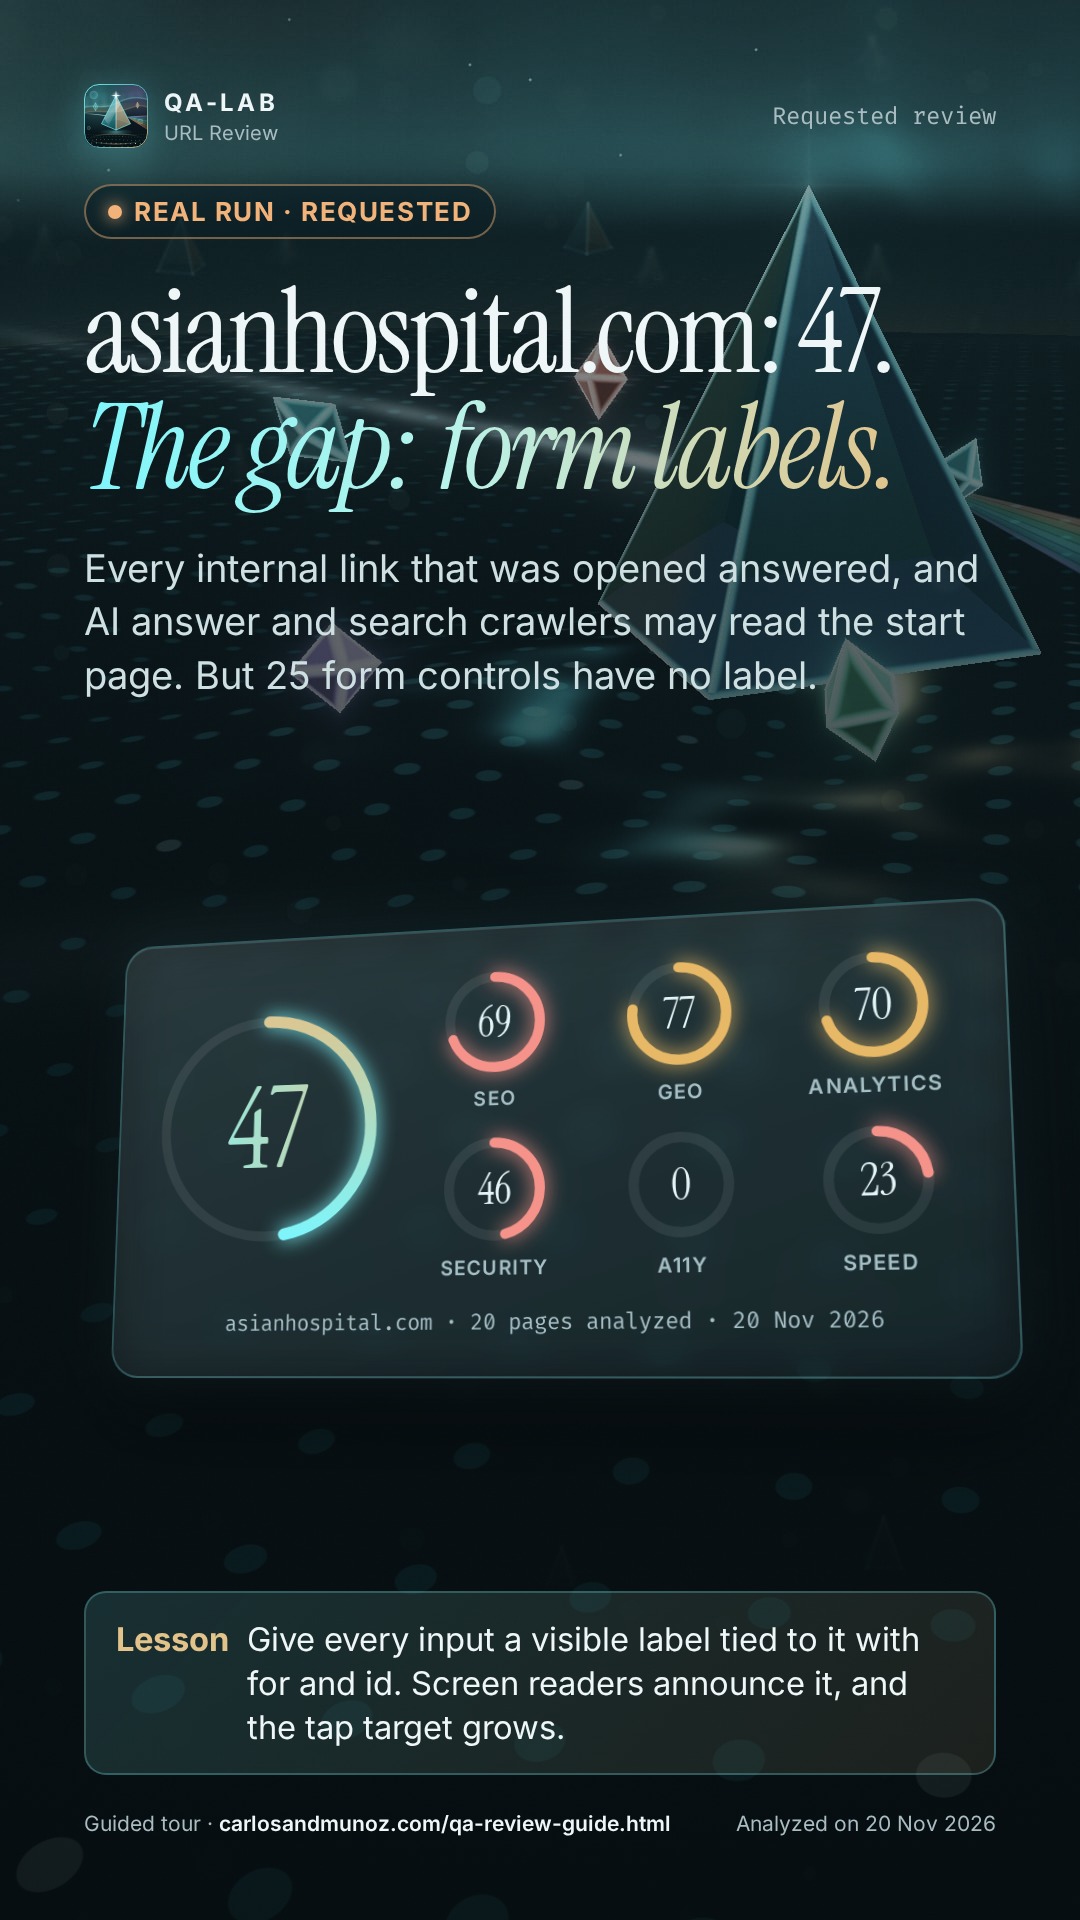 QA-LAB
URL Review
Requested review
REAL RUN · REQUESTED
asianhospital.com: 47.
The gap: form labels.
Every internal link that was opened answered, and
AI answer and search crawlers may read the start
page. But 25 form controls have no label.
47
69
SEO
77
GEO
70
ANALYTICS
46
SECURITY
0
A11Y
23
SPEED
asianhospital.com · 20 pages analyzed · 20 Nov 2026
Lesson Give every input a visible label tied to it with
for and id. Screen readers announce it, and
the tap target grows.
Guided tour · carlosandmunoz.com/qa-review-guide.html
Analyzed on 20 Nov 2026